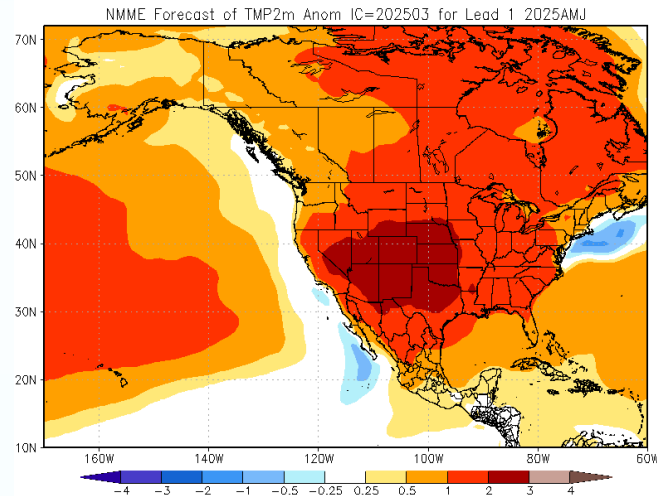 NMME Forecast of TMP2m Anom IC=202503 for Lead 1 2025AMJ
70N
60N
50N
40N
30N
20N
10N
160W 140W 120W 100W 80W 60W
-4 -3 -2 -1 -0.5 -0.25 0.25 0.5 1 2 3